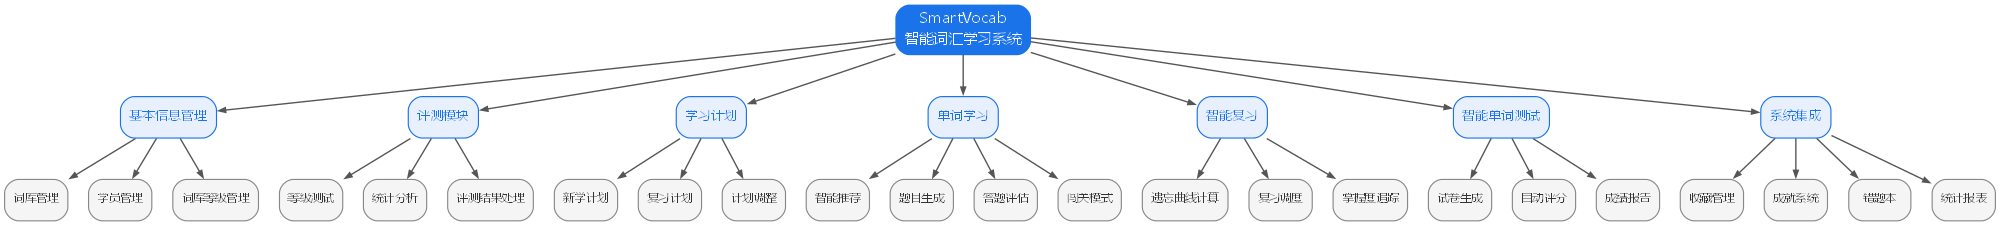 SmartVocab
智能词汇学习系统
基本信息管理
评测模块
学习计划
单词学习
智能复习
智能单词测试
系统集成
词库管理
学员管理
词库等级管理
等级测试
统计分析
评测结果处理
新学计划
复习计划
计划调整
智能推荐
题目生成
答题评估
闯关模式
遗忘曲线计算
复习调度
掌握度追踪
试卷生成
自动评分
成绩报告
收藏管理
成就系统
错题本
统计报表